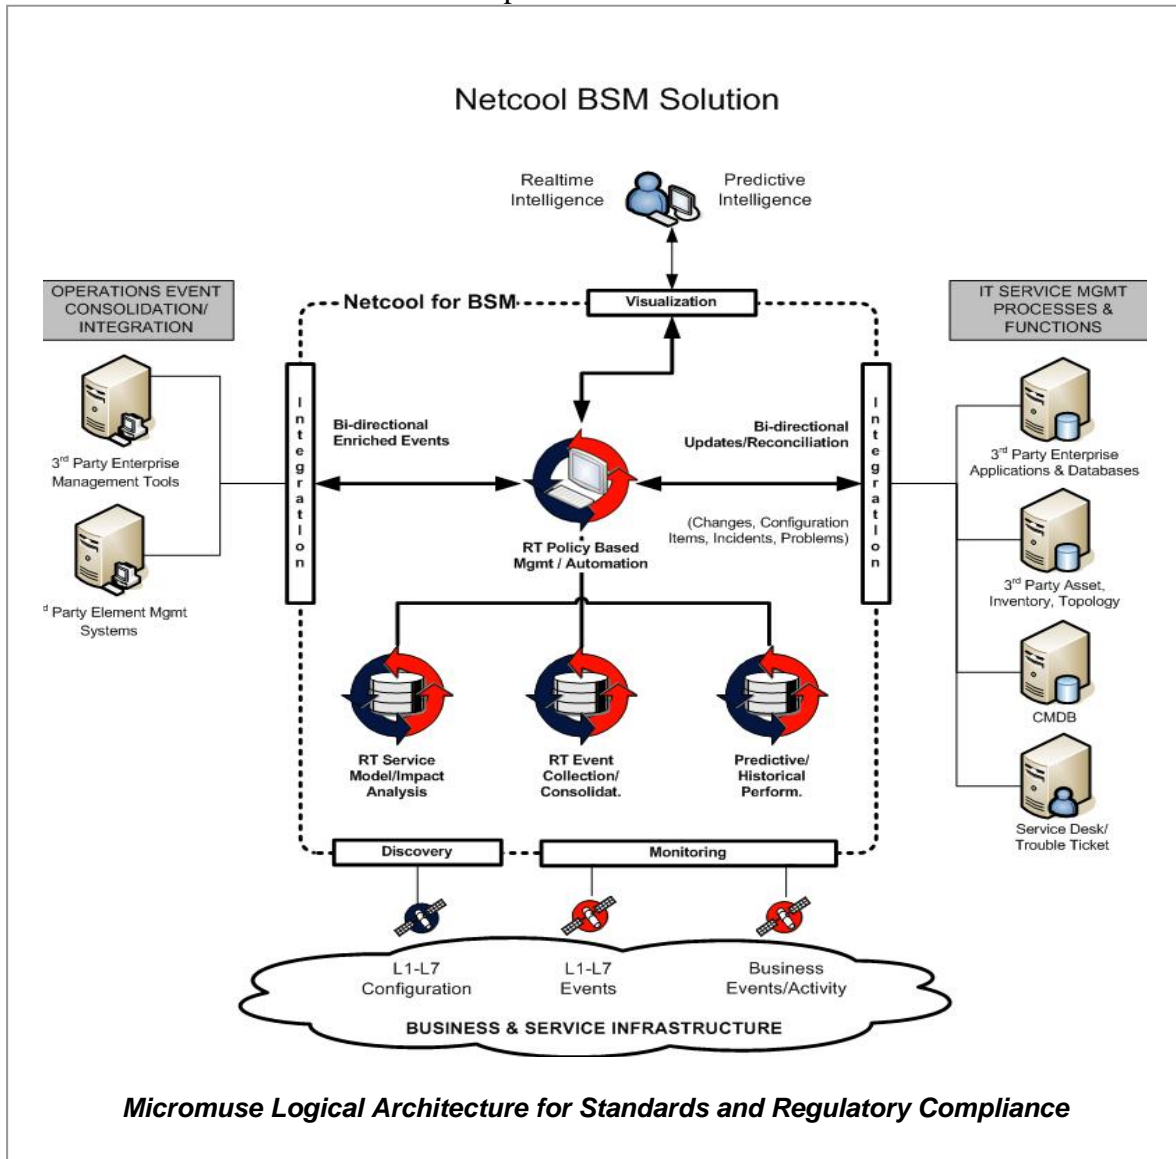 Netcool BSM Solution
Realtime
Intelligence
Predictive
Intelligence
OPERATIONS EVENT
CONSOLIDATION/
INTEGRATION
Netcool for BSM
Visualization
IT SERVICE MGMT
PROCESSES &
FUNCTIONS
Integration
Bi-directional
Enriched Events
Bi-directional
Updates/Reconciliation
Integration
3rd Party Enterprise
Management Tools
3rd Party Enterprise
Applications & Databases
(Changes, Configuration
Items, Incidents, Problems)
RT Policy Based
Mgmt / Automation
d Party Element Mgmt
Systems
3rd Party Asset,
Inventory, Topology
CMDB
RT Service
Model/Impact
Analysis
RT Event
Collection/
Consolidat.
Predictive/
Historical
Perform.
Service Desk/
Trouble Ticket
Discovery
Monitoring
L1-L7
Configuration
L1-L7
Events
Business
Events/Activity
BUSINESS & SERVICE INFRASTRUCTURE
Micromuse Logical Architecture for Standards and Regulatory Compliance